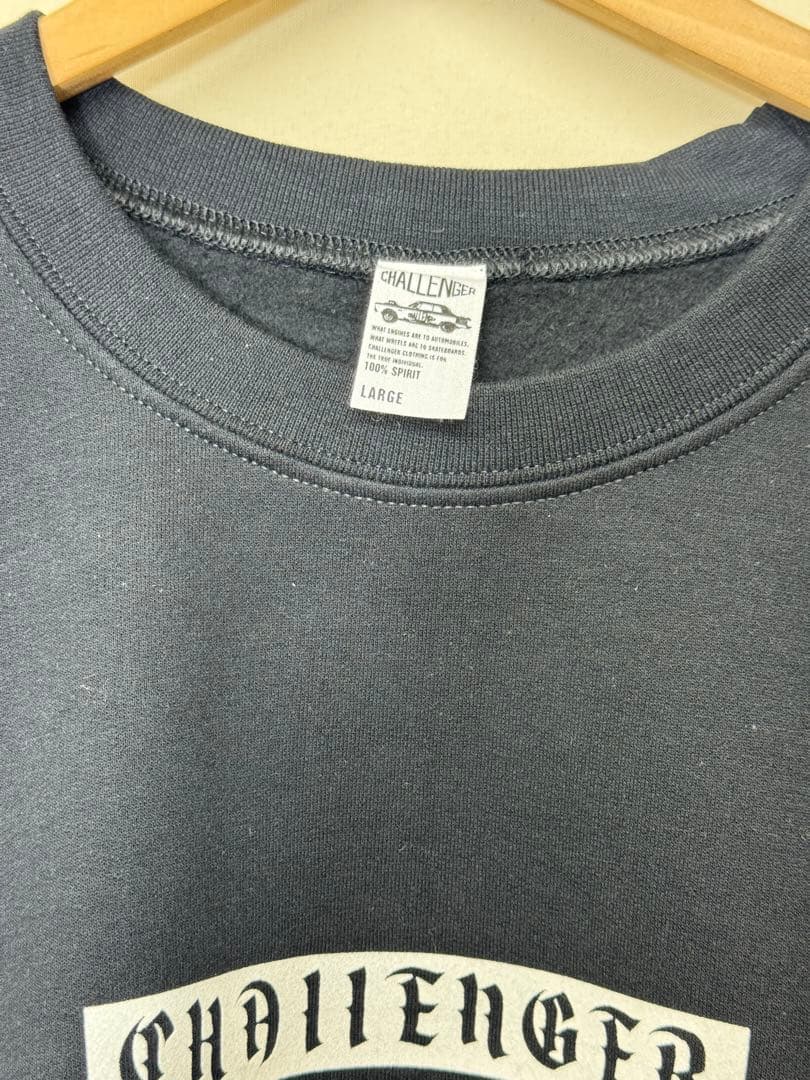 CHALLENGER
WHAT ENGINES ARE TO AUTOMOBILES.
WHAT WHEELS ARE TO SKATEBOARDS.
CHALLENGER CLOTHING IS FOR
THE TRUE INDIVIDUAL.
100% SPIRIT
LARGE
CHALLENGER